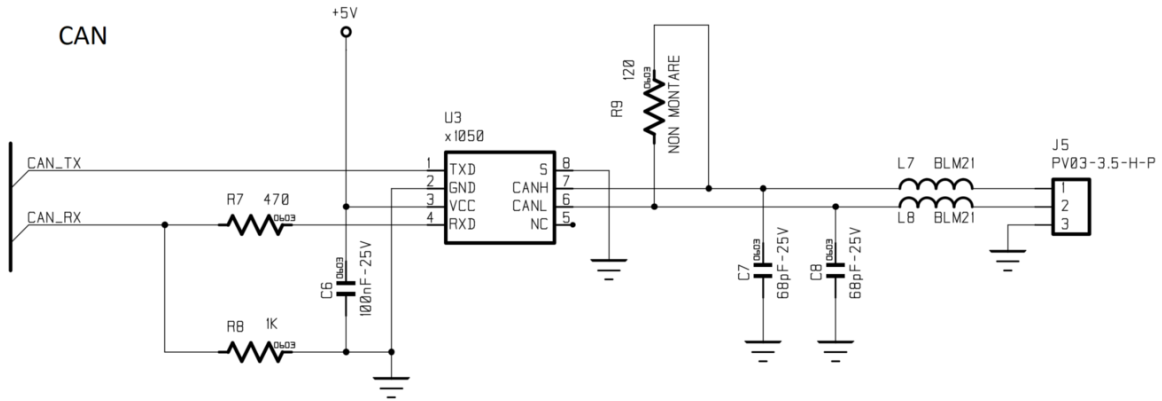 CAN
+5V
U3
x1050
CAN_TX
CAN_RX
R7 470
0603
1 TXD
2 GND
3 VCC
4 RXD
S 8
CANH 7
CANL 6
NC 5
R9
120
0603
NON MONTARE
L7 BLM21
L8 BLM21
J5
PV03-3.5-H-P
1
2
3
C6
0603
100nF-25V
C7
0603
68pF-25V
C8
0603
68pF-25V
R8 1K
0603